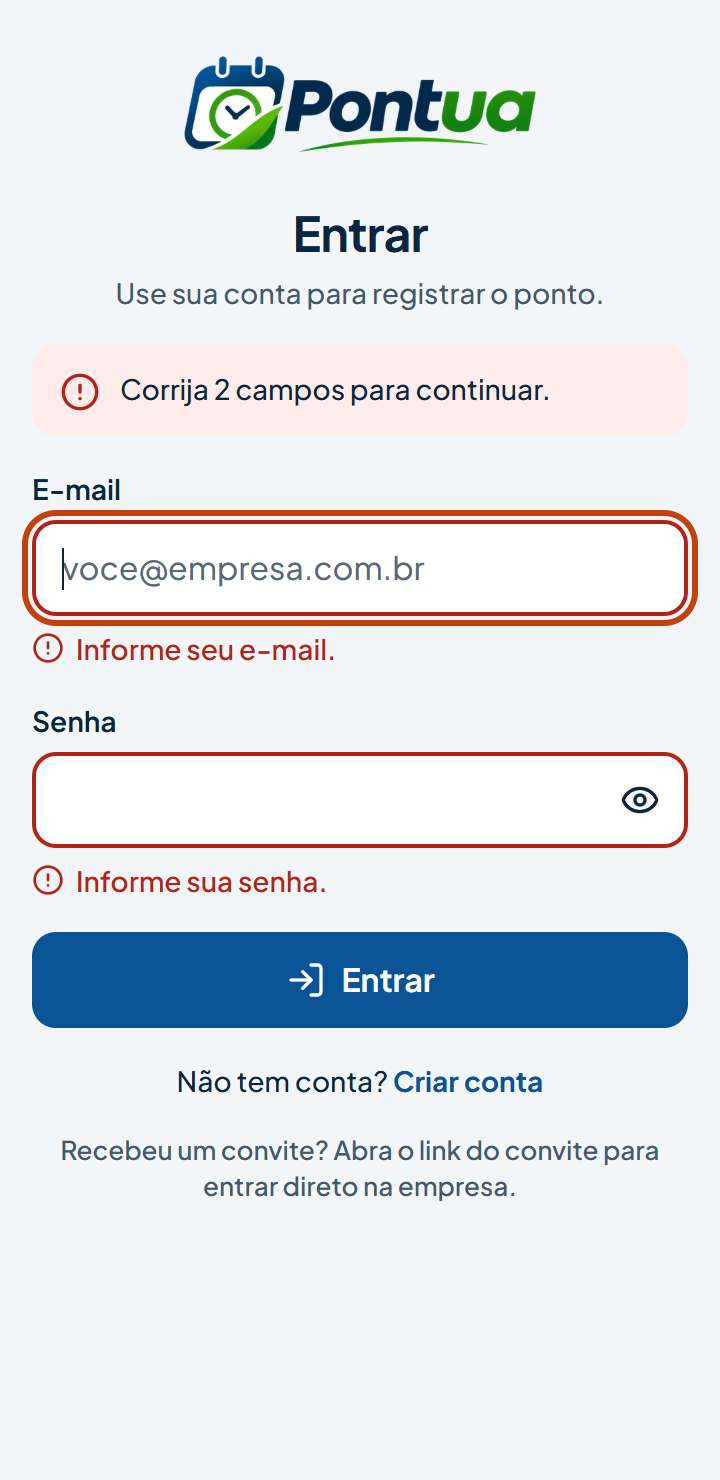 Pontua
Entrar
Use sua conta para registrar o ponto.
Corrija 2 campos para continuar.
E-mail
voce@empresa.com.br
Informe seu e-mail.
Senha
Informe sua senha.
Entrar
Não tem conta? Criar conta
Recebeu um convite? Abra o link do convite para
entrar direto na empresa.